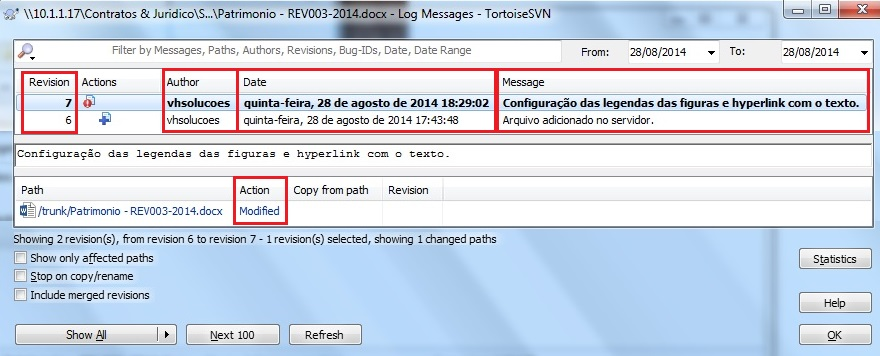 \\10.1.1.17\Contratos & Juridico\S...\Patrimonio - REV003-2014.docx - Log Messages - TortoiseSVN
Filter by Messages, Paths, Authors, Revisions, Bug-IDs, Date, Date Range From: 28/08/2014 To: 28/08/2014
Revision Actions Author Date Message
7 vhsolucoes quinta-feira, 28 de agosto de 2014 18:29:02 Configuração das legendas das figuras e hyperlink com o texto.
6 vhsolucoes quinta-feira, 28 de agosto de 2014 17:43:48 Arquivo adicionado no servidor.
Configuração das legendas das figuras e hyperlink com o texto.
Path Action Copy from path Revision
/trunk/Patrimonio - REV003-2014.docx Modified
Showing 2 revision(s), from revision 6 to revision 7 - 1 revision(s) selected, showing 1 changed paths
Show only affected paths
Statistics
Stop on copy/rename
Include merged revisions
Help
Show All Next 100 Refresh OK